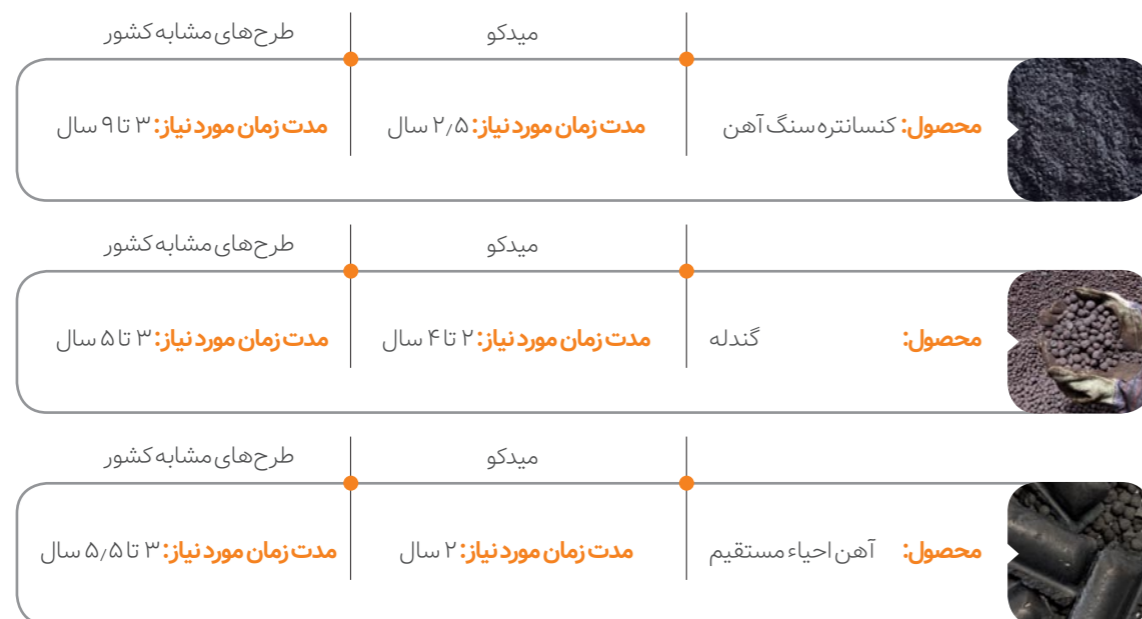 میدکو
طرح‌های مشابه کشور
محصول: کنسانتره سنگ آهن
مدت زمان مورد نیاز: ۲٫۵ سال
مدت زمان مورد نیاز: ۳ تا ۹ سال
میدکو
طرح‌های مشابه کشور
محصول: گندله
مدت زمان مورد نیاز: ۲ تا ۴ سال
مدت زمان مورد نیاز: ۳ تا ۵ سال
میدکو
طرح‌های مشابه کشور
محصول: آهن احیاء مستقیم
مدت زمان مورد نیاز: ۲ سال
مدت زمان مورد نیاز: ۳ تا ۵٫۵ سال